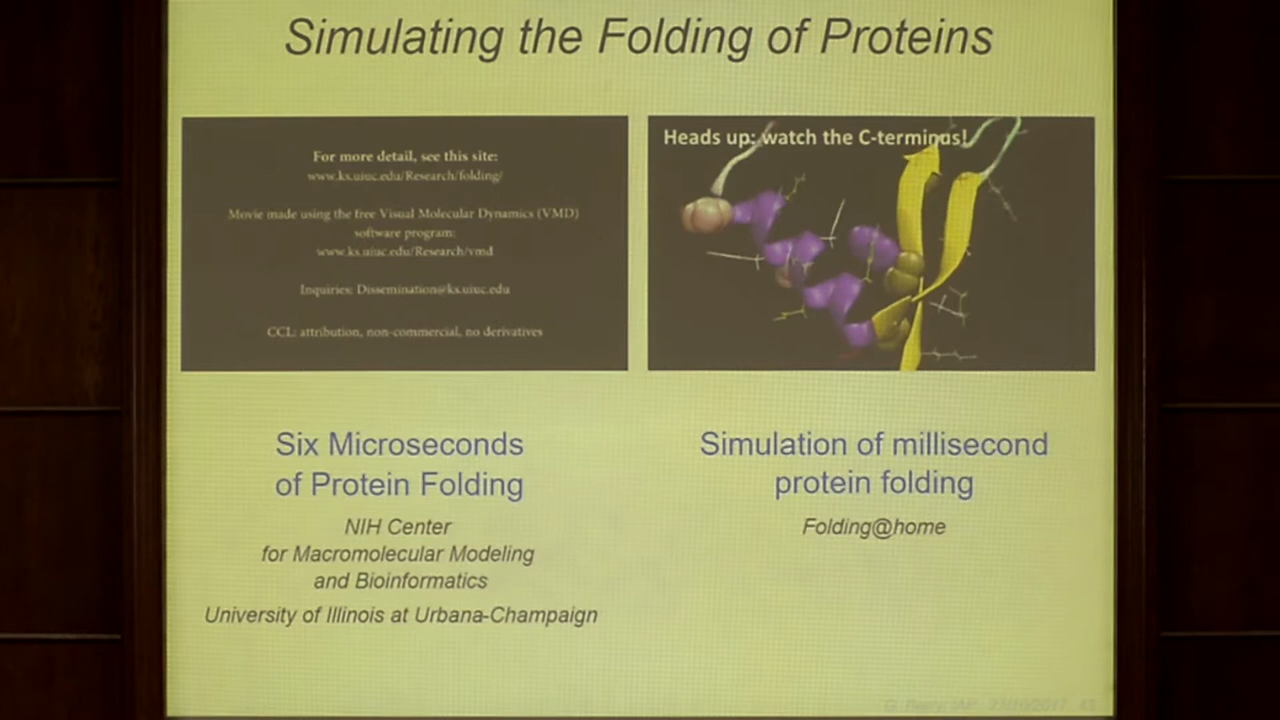 Simulating the Folding of Proteins
For more detail, see this site:
www.ks.uiuc.edu/Research/folding/
Movie made using the free Visual Molecular Dynamics (VMD)
software program:
www.ks.uiuc.edu/Research/vmd
Inquiries: Dissemination@ks.uiuc.edu
CCL: attribution, non-commercial, no derivatives
Heads up: watch the C-terminus!
Six Microseconds
of Protein Folding
NIH Center
for Macromolecular Modeling
and Bioinformatics
University of Illinois at Urbana-Champaign
Simulation of millisecond
protein folding
Folding@home